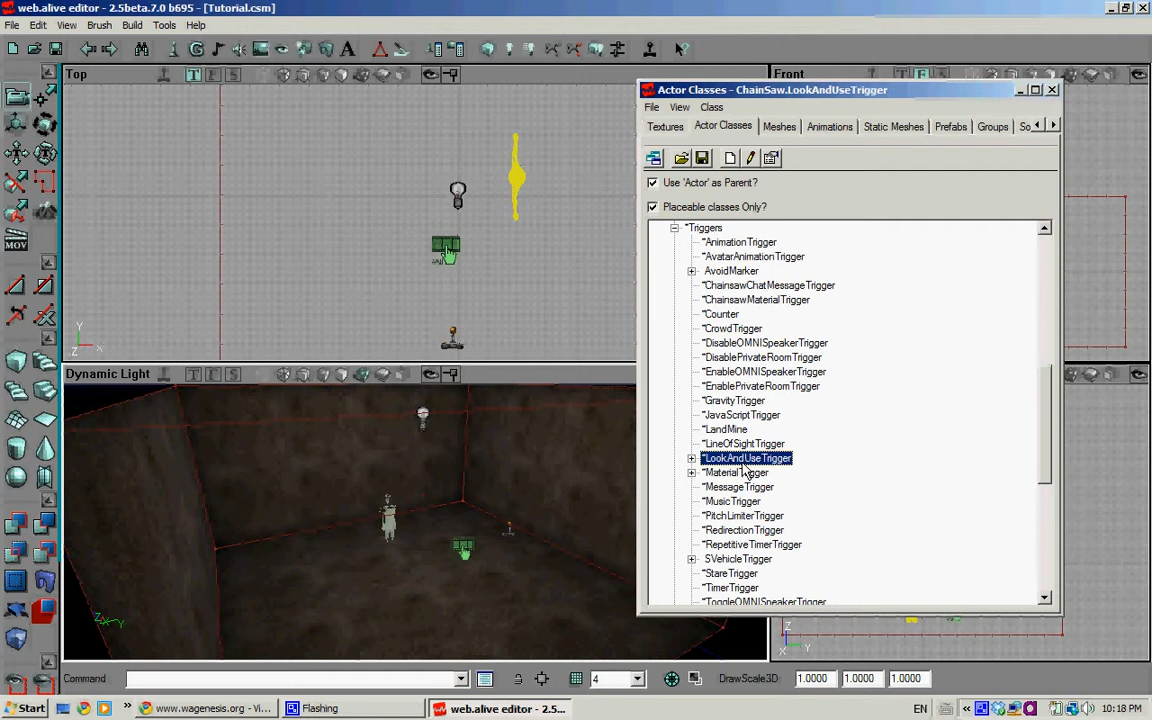 web.alive editor - 2.5beta.7.0 b695 - [Tutorial.csm]
File Edit View Brush Build Tools Help
Top
Front
Actor Classes - ChainSaw.LookAndUseTrigger
File View Class
Textures Actor Classes Meshes Animations Static Meshes Prefabs Groups So
Use 'Actor' as Parent?
Placeable classes Only?
*Triggers
*AnimationTrigger
*AvatarAnimationTrigger
AvoidMarker
*ChainsawChatMessageTrigger
*ChainsawMaterialTrigger
*Counter
*CrowdTrigger
*DisableOMNISpeakerTrigger
*DisablePrivateRoomTrigger
*EnableOMNISpeakerTrigger
*EnablePrivateRoomTrigger
*GravityTrigger
*JavaScriptTrigger
*LandMine
*LineOfSightTrigger
*LookAndUseTrigger
*MaterialTrigger
*MessageTrigger
*MusicTrigger
*PitchLimiterTrigger
*RedirectionTrigger
*RepetitiveTimerTrigger
SVehicleTrigger
*StareTrigger
*TimerTrigger
*ToggleOMNISpeakerTrigger
MOV
Y
Z X
Dynamic Light
Z Y
Z
X Y
Command
4
DrawScale3D: 1.0000 1.0000 1.0000
Start
www.wagenesis.org - Vi...
Flashing
web.alive editor - 2.5...
EN
10:18 PM